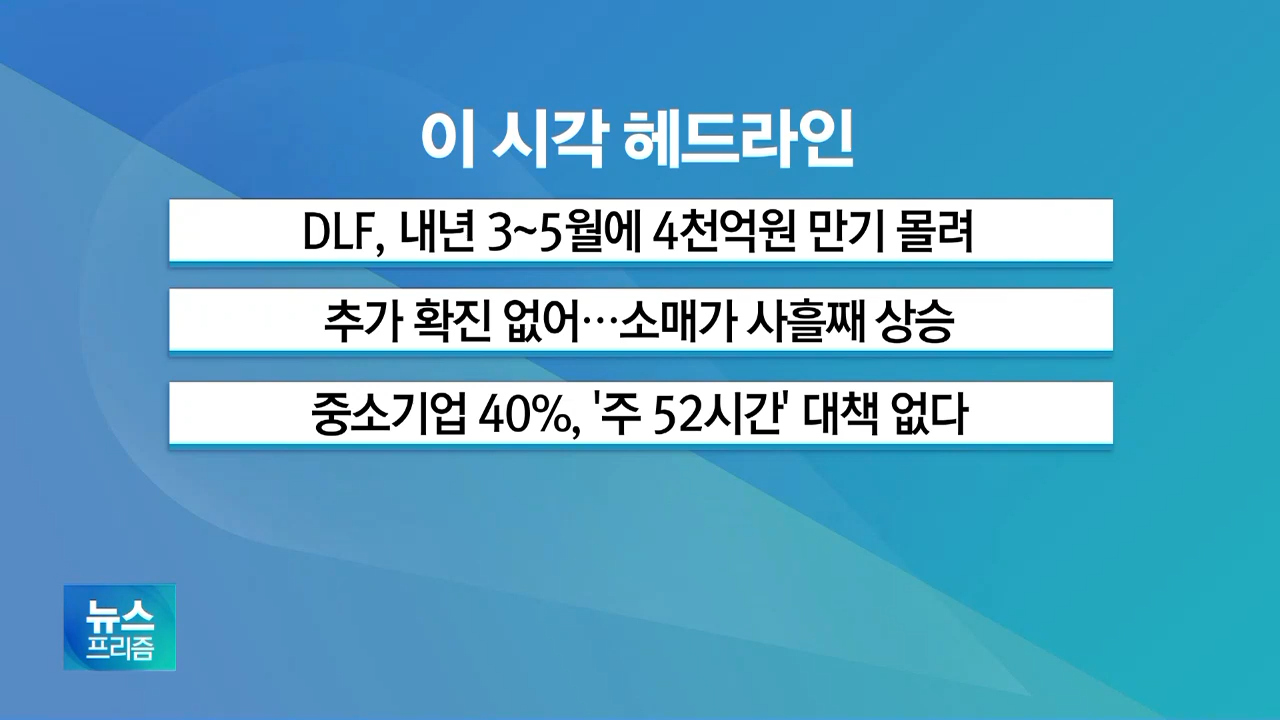 이 시각 헤드라인
DLF, 내년 3~5월에 4천억원 만기 몰려
추가 확진 없어…소매가 사흘째 상승
중소기업 40%, '주 52시간' 대책 없다
뉴스
프리즘